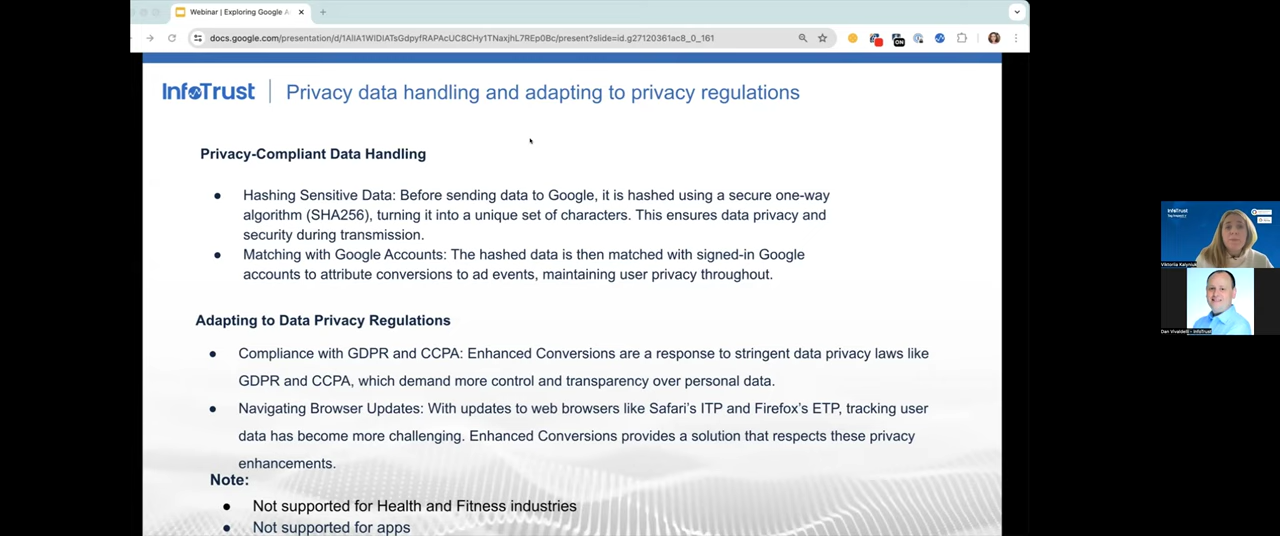 Webinar | Exploring Google A
docs.google.com/presentation/d/1AlIA1WIDIATsGdpyfRAPAcUC8CHy1TNaxjhL7REp0Bc/present?slide=id.g27120361ac8_0_161
ON
InfoTrust | Privacy data handling and adapting to privacy regulations
Privacy-Compliant Data Handling
● Hashing Sensitive Data: Before sending data to Google, it is hashed using a secure one-way
algorithm (SHA256), turning it into a unique set of characters. This ensures data privacy and
security during transmission.
● Matching with Google Accounts: The hashed data is then matched with signed-in Google
accounts to attribute conversions to ad events, maintaining user privacy throughout.
Adapting to Data Privacy Regulations
● Compliance with GDPR and CCPA: Enhanced Conversions are a response to stringent data privacy laws like
GDPR and CCPA, which demand more control and transparency over personal data.
● Navigating Browser Updates: With updates to web browsers like Safari's ITP and Firefox's ETP, tracking user
data has become more challenging. Enhanced Conversions provides a solution that respects these privacy
enhancements.
Note:
● Not supported for Health and Fitness industries
● Not supported for apps
InfoTrust
Viktoriia Kalyniuk
Dan Vivaldelli - InfoTrust